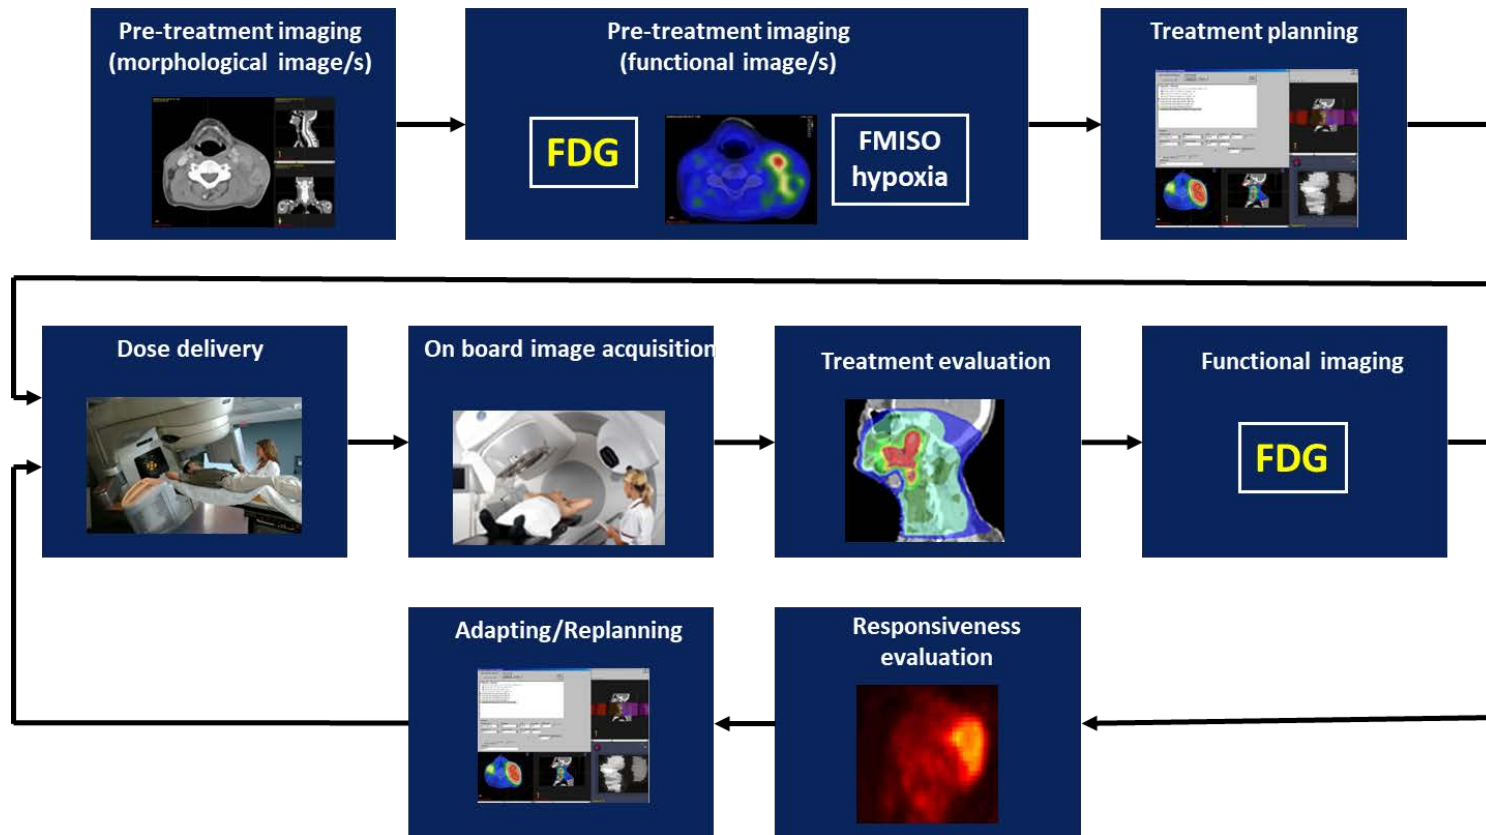 Pre-treatment imaging
(morphological image/s)
Pre-treatment imaging
(functional image/s)
FDG
FMISO
hypoxia
Treatment planning
Dose delivery
On board image acquisition
Treatment evaluation
Functional imaging
FDG
Adapting/Replanning
Responsiveness
evaluation